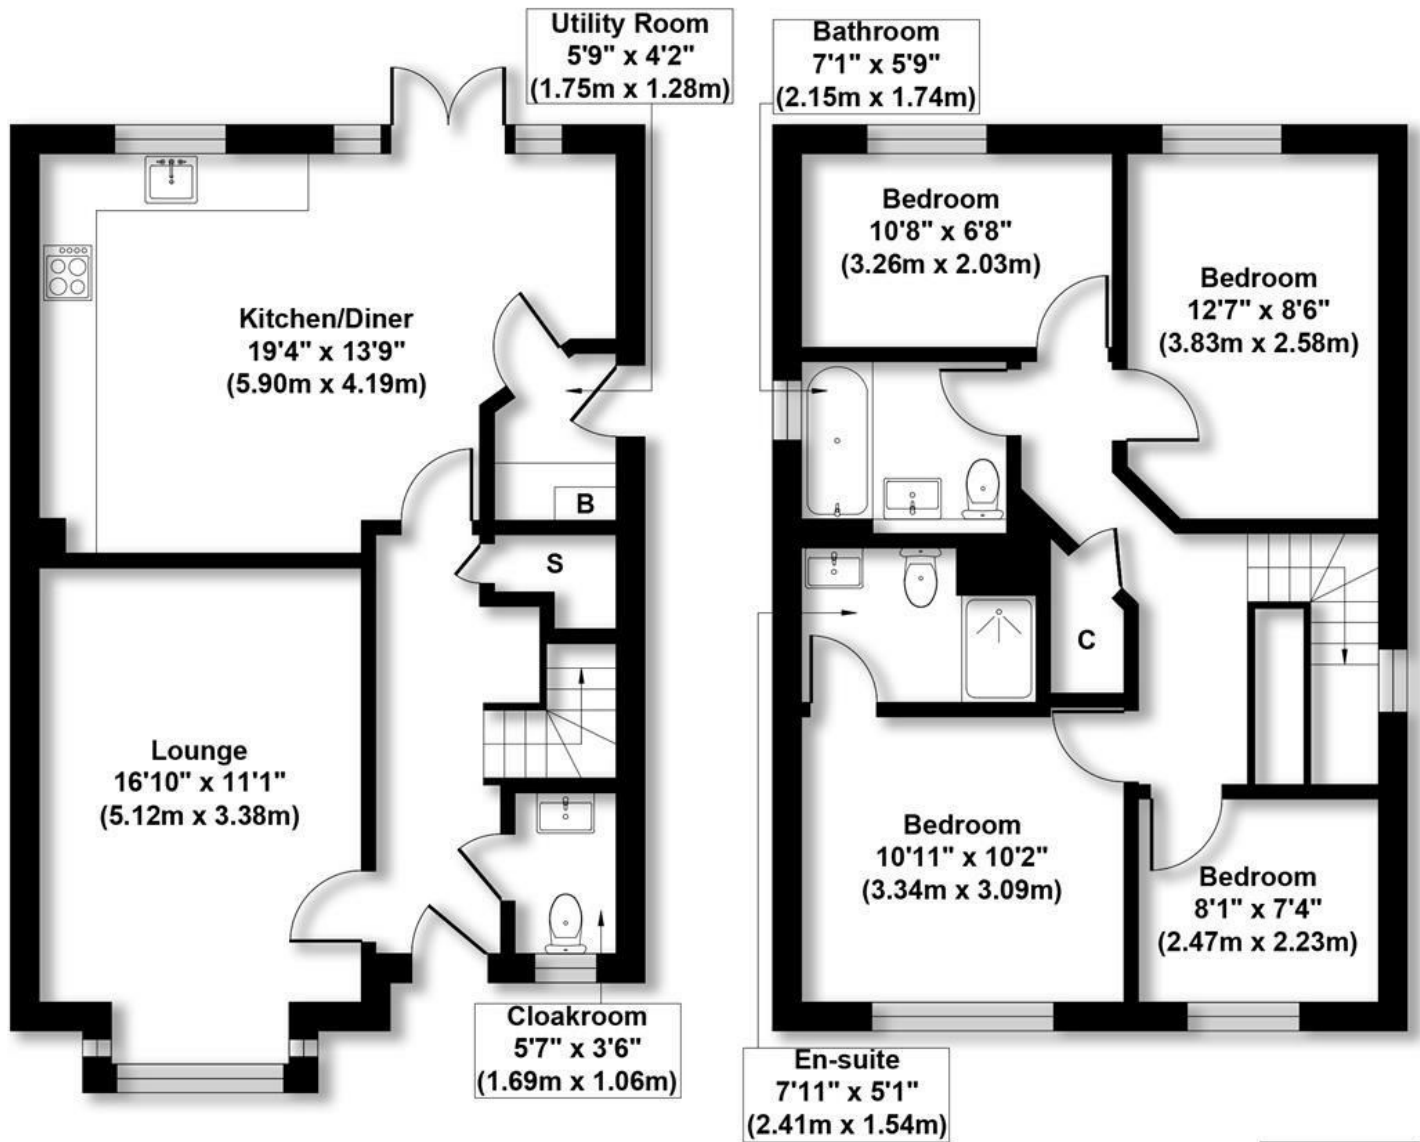 Utility Room
5'9" x 4'2"
(1.75m x 1.28m)
Kitchen/Diner
19'4" x 13'9"
(5.90m x 4.19m)
B
S
Lounge
16'10" x 11'1"
(5.12m x 3.38m)
Cloakroom
5'7" x 3'6"
(1.69m x 1.06m)
Bathroom
7'1" x 5'9"
(2.15m x 1.74m)
Bedroom
10'8" x 6'8"
(3.26m x 2.03m)
Bedroom
12'7" x 8'6"
(3.83m x 2.58m)
C
Bedroom
10'11" x 10'2"
(3.34m x 3.09m)
Bedroom
8'1" x 7'4"
(2.47m x 2.23m)
En-suite
7'11" x 5'1"
(2.41m x 1.54m)